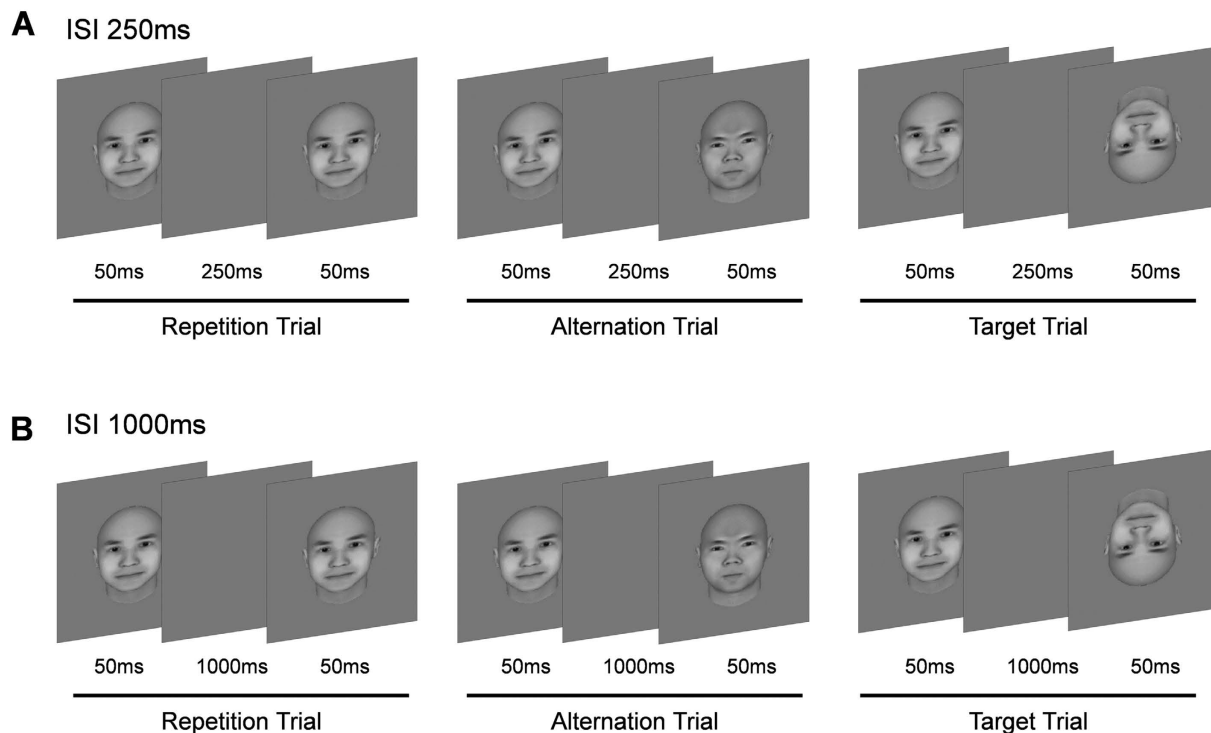 A ISI 250ms
50ms 250ms 50ms 50ms 250ms 50ms 50ms 250ms 50ms
Repetition Trial Alternation Trial Target Trial
B ISI 1000ms
50ms 1000ms 50ms 50ms 1000ms 50ms 50ms 1000ms 50ms
Repetition Trial Alternation Trial Target Trial